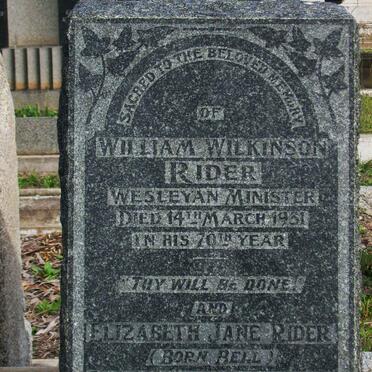 SACRED TO THE BELOVED MEMORY
OF
WILLIAM WILKINSON
RIDER
WESLEYAN MINISTER
DIED 14TH MARCH 1931
IN HIS 70TH YEAR
"THY WILL BE DONE."
AND
ELIZABETH JANE RIDER
(BORN BELL)